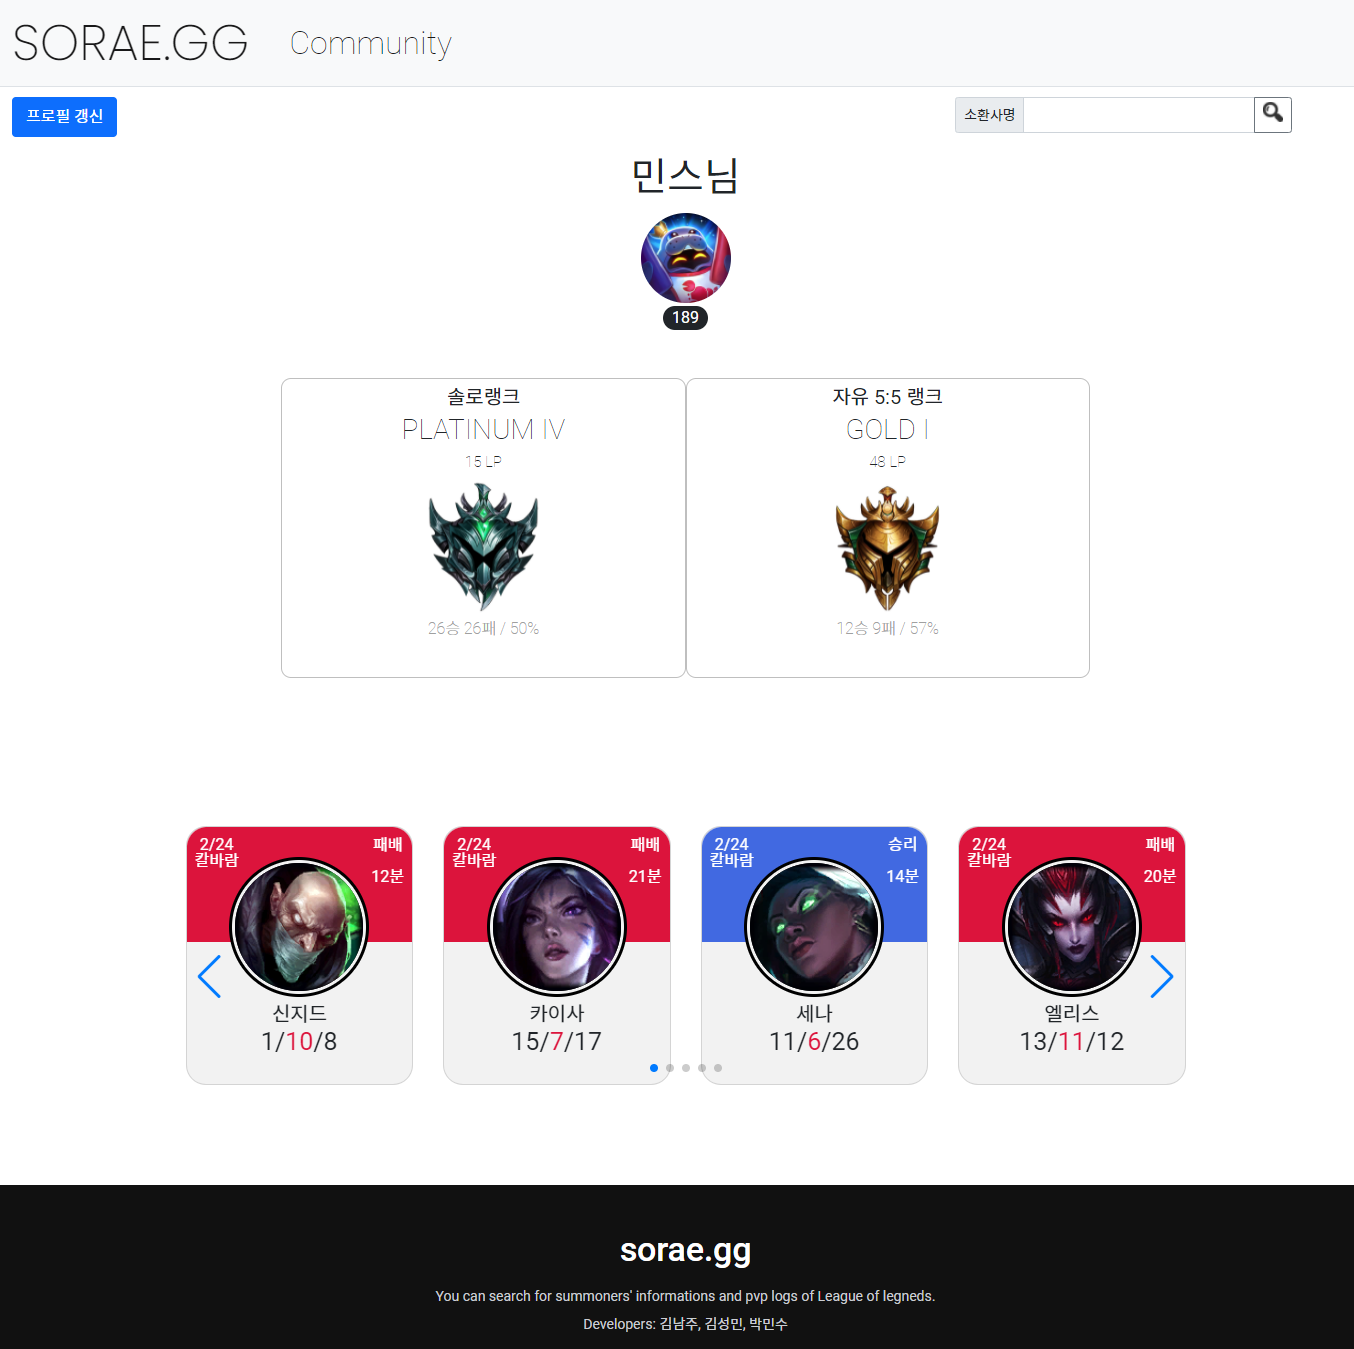 SORAE.GG
Community
프로필 갱신
소환사명
민스님
189
솔로랭크
PLATINUM IV
15 LP
26승 26패 / 50%
자유 5:5 랭크
GOLD I
48 LP
12승 9패 / 57%
2/24
칼바람
패배
12분
신지드
1/10/8
2/24
칼바람
패배
21분
카이사
15/7/17
2/24
칼바람
승리
14분
세나
11/6/26
2/24
칼바람
패배
20분
엘리스
13/11/12
sorae.gg
You can search for summoners' informations and pvp logs of League of legneds.
Developers: 김남주, 김성민, 박민수